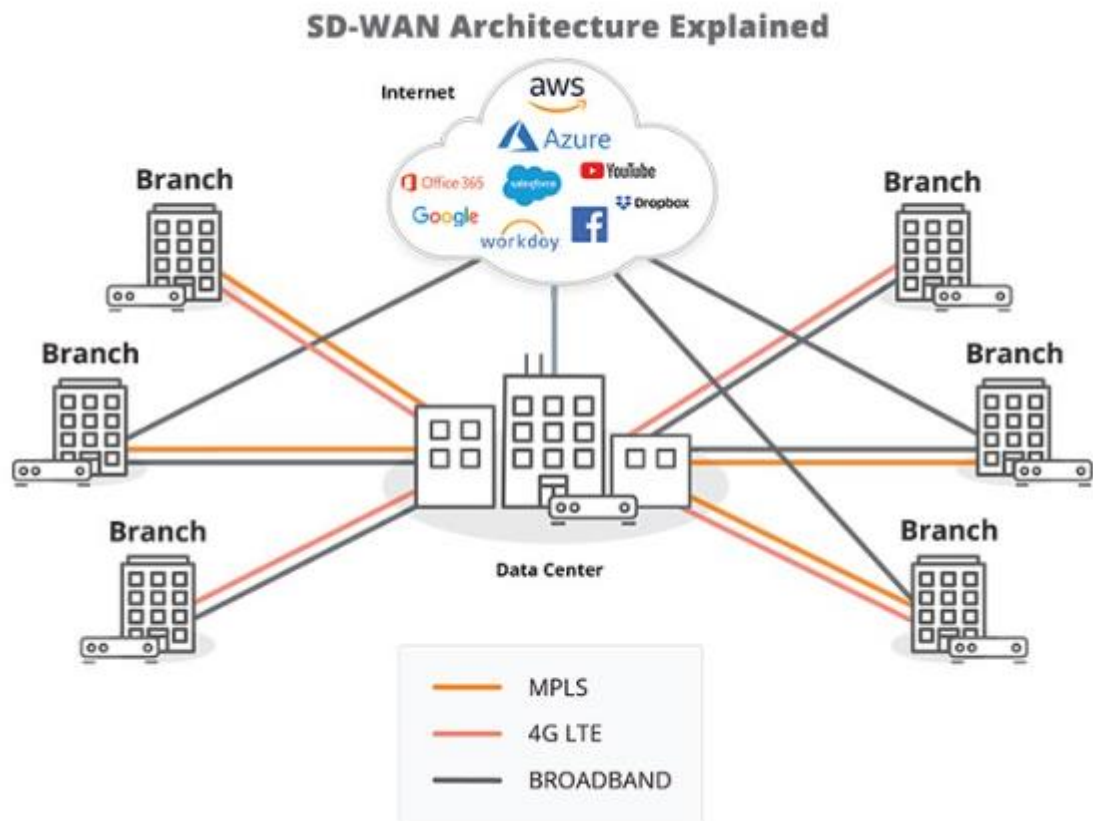 SD-WAN Architecture Explained
Internet
aws
Azure
Office 365
salesforce
YouTube
Google
Dropbox
workday
Branch
Branch
Branch
Branch
Branch
Branch
Data Center
MPLS
4G LTE
BROADBAND